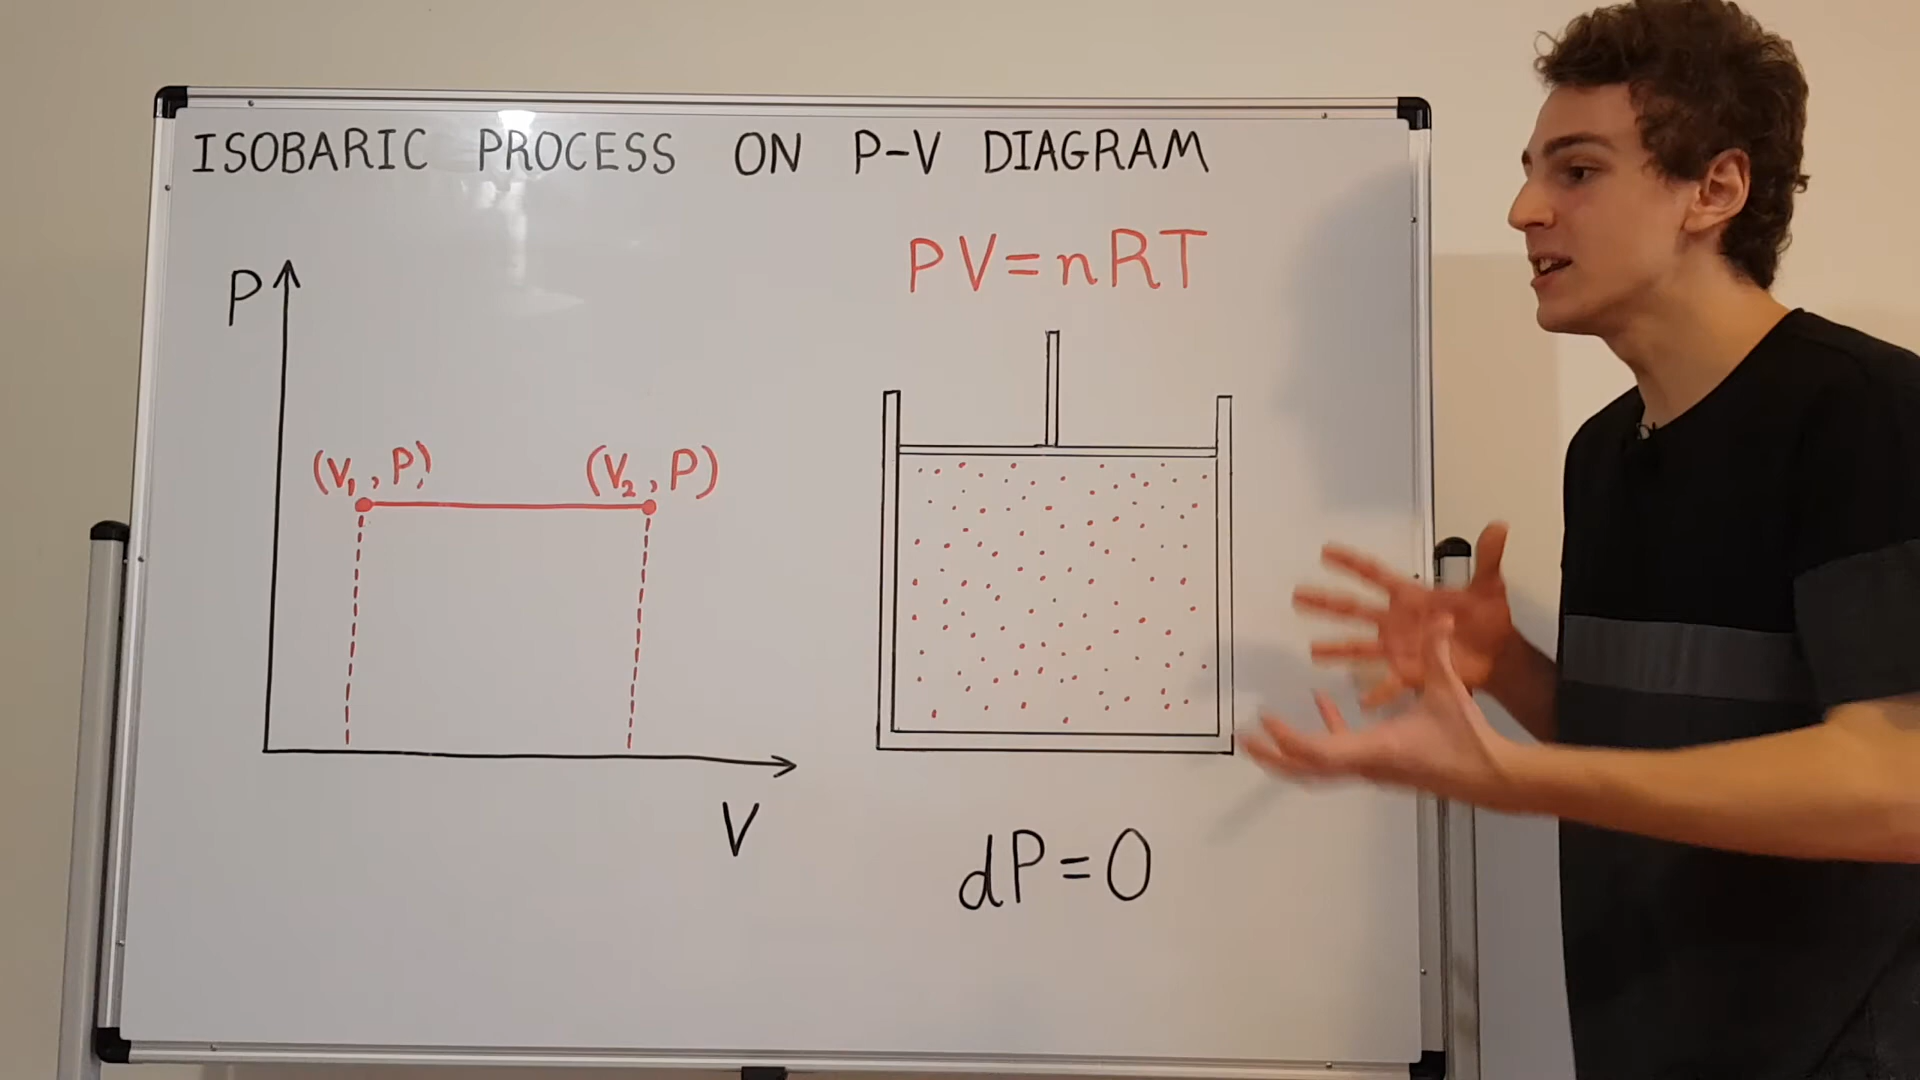 ISOBARIC PROCESS ON P-V DIAGRAM
PV=nRT
P
(V₁, P)
(V₂, P)
V
dP=0